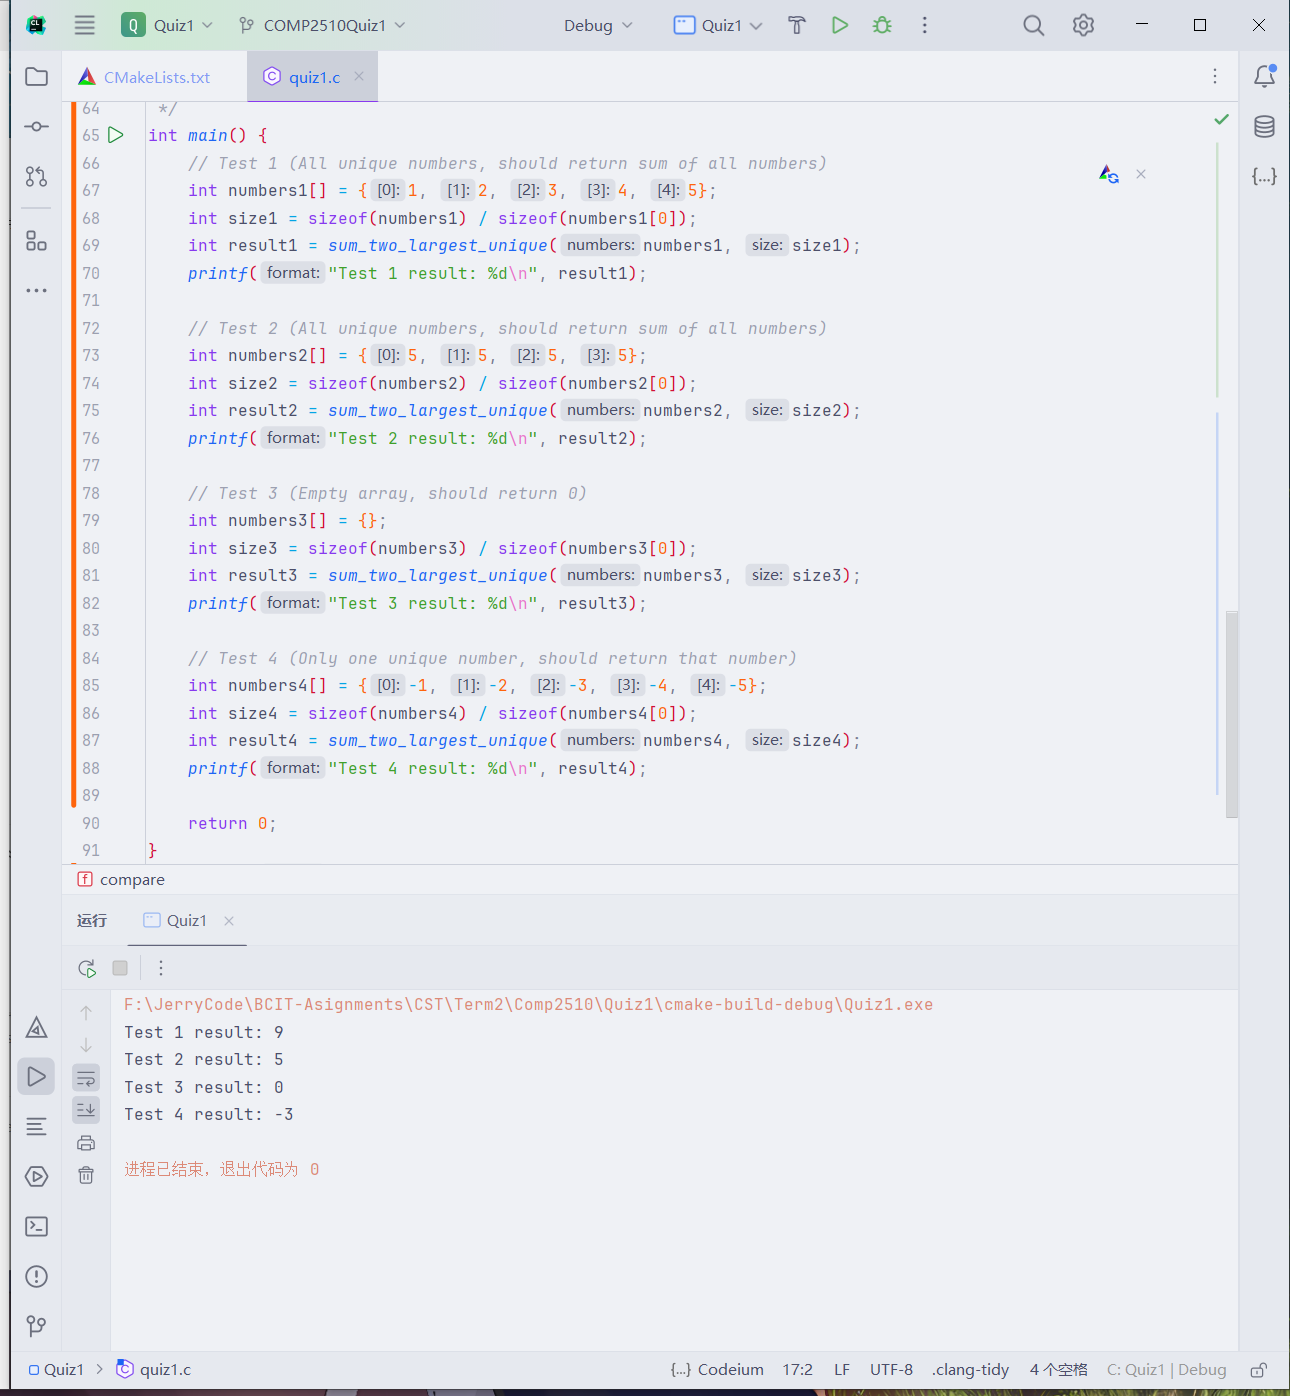 Q Quiz1 COMP2510Quiz1 Debug Quiz1
CMakeLists.txt quiz1.c
64 */
65 int main() {
66 // Test 1 (All unique numbers, should return sum of all numbers)
67 int numbers1[] = {[0]:1, [1]:2, [2]:3, [3]:4, [4]:5};
68 int size1 = sizeof(numbers1) / sizeof(numbers1[0]);
69 int result1 = sum_two_largest_unique(numbers:numbers1, size:size1);
70 printf(format:"Test 1 result: %d\n", result1);
71
72 // Test 2 (All unique numbers, should return sum of all numbers)
73 int numbers2[] = {[0]:5, [1]:5, [2]:5, [3]:5};
74 int size2 = sizeof(numbers2) / sizeof(numbers2[0]);
75 int result2 = sum_two_largest_unique(numbers:numbers2, size:size2);
76 printf(format:"Test 2 result: %d\n", result2);
77
78 // Test 3 (Empty array, should return 0)
79 int numbers3[] = {};
80 int size3 = sizeof(numbers3) / sizeof(numbers3[0]);
81 int result3 = sum_two_largest_unique(numbers:numbers3, size:size3);
82 printf(format:"Test 3 result: %d\n", result3);
83
84 // Test 4 (Only one unique number, should return that number)
85 int numbers4[] = {[0]:-1, [1]:-2, [2]:-3, [3]:-4, [4]:-5};
86 int size4 = sizeof(numbers4) / sizeof(numbers4[0]);
87 int result4 = sum_two_largest_unique(numbers:numbers4, size:size4);
88 printf(format:"Test 4 result: %d\n", result4);
89
90 return 0;
91 }
f compare
运行 Quiz1
F:\JerryCode\BCIT-Asignments\CST\Term2\Comp2510\Quiz1\cmake-build-debug\Quiz1.exe
Test 1 result: 9
Test 2 result: 5
Test 3 result: 0
Test 4 result: -3
进程已结束，退出代码为 0
Quiz1 > quiz1.c {...} Codeium 17:2 LF UTF-8 .clang-tidy 4 个空格 C: Quiz1 | Debug